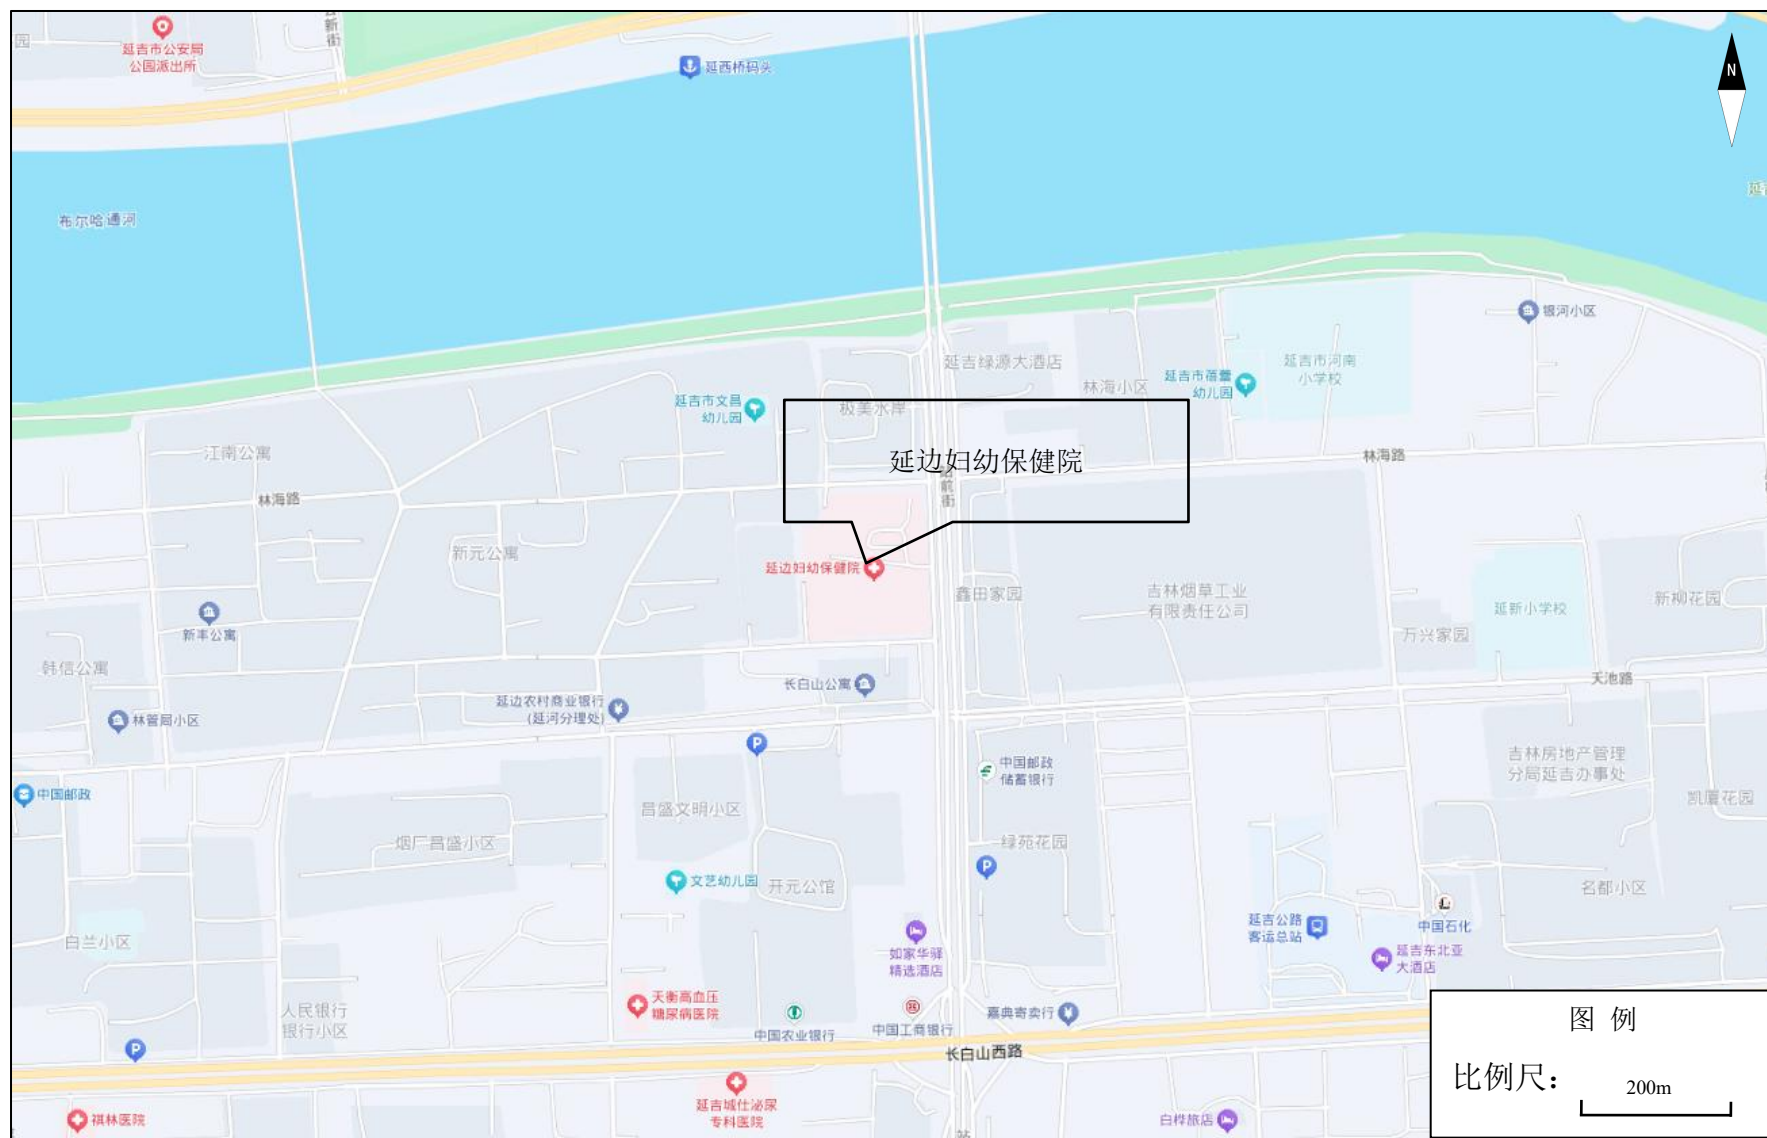 园
延吉市公安局
公园派出所
新街
延西桥码头
N
布尔哈通河
银河小区
延吉绿源大酒店
延吉市河南
小学校
林海小区
延吉市蓓蕾
幼儿园
延吉市文昌
幼儿园
极美水岸
江南公寓
延边妇幼保健院
林海路
前街
林海路
新元公寓
延边妇幼保健院
鑫田家园
吉林烟草工业
有限责任公司
延新小学校
新柳花园
新丰公寓
万兴家园
韩信公寓
长白山公寓
天池路
延边农村商业银行
(延河分理处)
林管局小区
吉林房地产管理
分局延吉办事处
中国邮政
储蓄银行
中国邮政
凯厦花园
昌盛文明小区
烟厂昌盛小区
绿苑花园
文艺幼儿园
开元公馆
名都小区
延吉公路
客运总站
中国石化
白兰小区
如家华驿
精选酒店
延吉东北亚
大酒店
天衡高血压
糖尿病医院
人民银行
银行小区
中国农业银行
中国工商银行
嘉典寄卖行
长白山西路
图 例
比例尺：
200m
延吉城仕泌尿
专科医院
祺林医院
白桦旅店
站